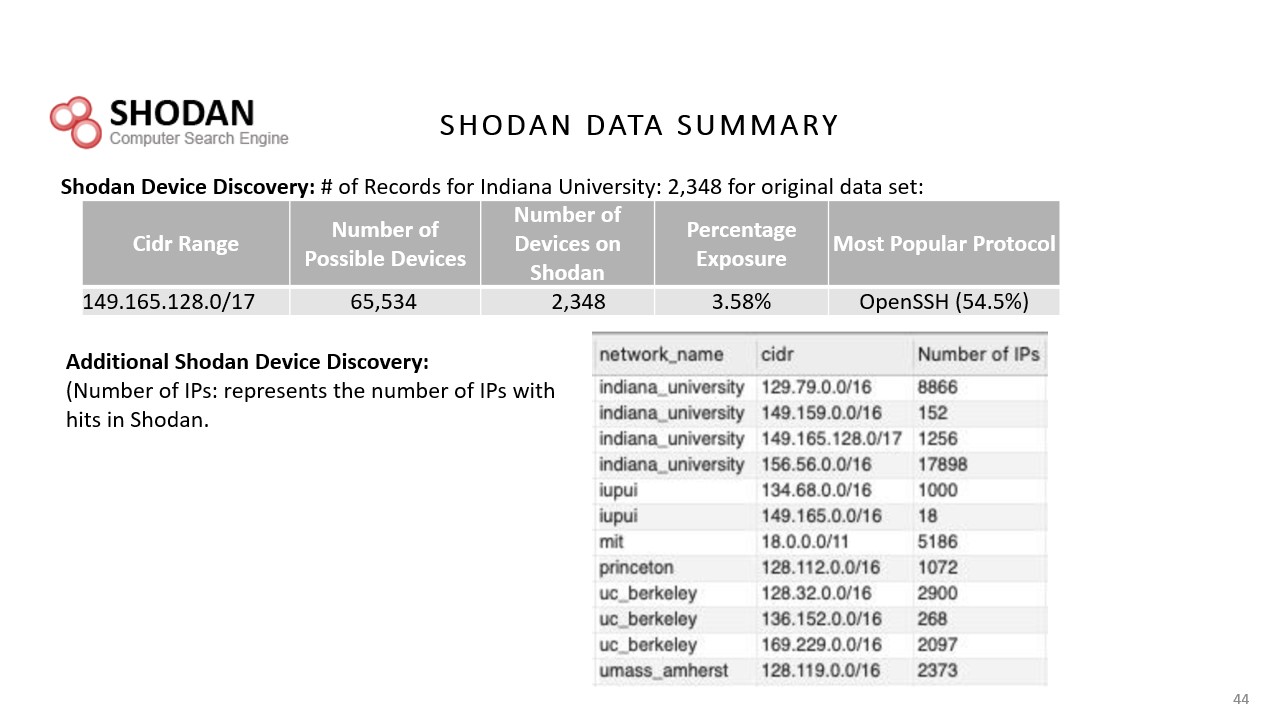 SHODAN
Computer Search Engine
SHODAN DATA SUMMARY
Shodan Device Discovery: # of Records for Indiana University: 2,348 for original data set:
Cidr Range
Number of
Possible Devices
Number of
Devices on
Shodan
Percentage
Exposure
Most Popular Protocol
149.165.128.0/17 65,534 2,348 3.58% OpenSSH (54.5%)
Additional Shodan Device Discovery:
(Number of IPs: represents the number of IPs with
hits in Shodan.
network_name cidr Number of IPs
indiana_university 129.79.0.0/16 8866
indiana_university 149.159.0.0/16 152
indiana_university 149.165.128.0/17 1256
indiana_university 156.56.0.0/16 17898
iupui 134.68.0.0/16 1000
iupui 149.165.0.0/16 18
mit 18.0.0.0/11 5186
princeton 128.112.0.0/16 1072
uc_berkeley 128.32.0.0/16 2900
uc_berkeley 136.152.0.0/16 268
uc_berkeley 169.229.0.0/16 2097
umass_amherst 128.119.0.0/16 2373
44